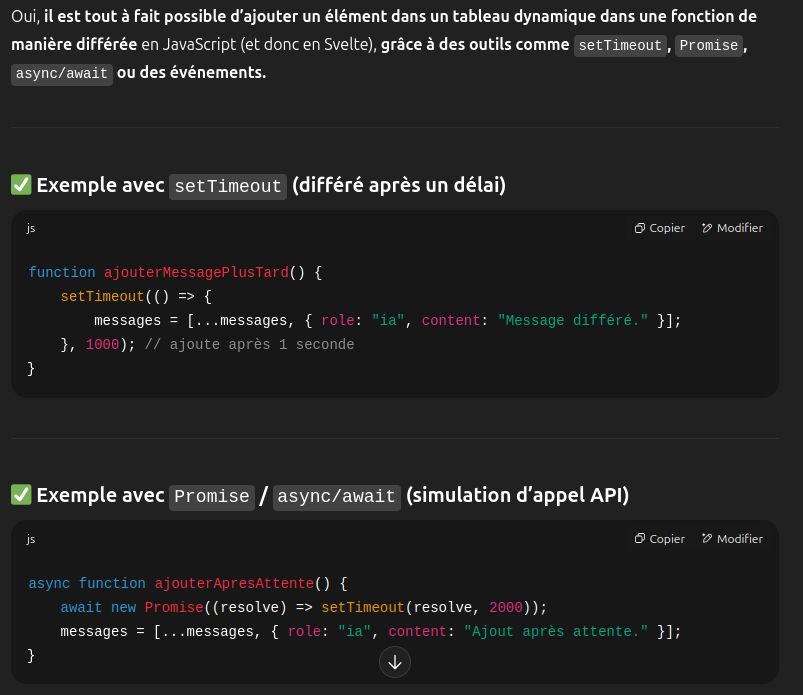 Oui, il est tout à fait possible d’ajouter un élément dans un tableau dynamique dans une fonction de
manière différée en JavaScript (et donc en Svelte), grâce à des outils comme setTimeout, Promise,
async/await ou des événements.
✅ Exemple avec setTimeout (différé après un délai)
js Copier Modifier
function ajouterMessagePlusTard() {
    setTimeout(() => {
        messages = [...messages, { role: "ia", content: "Message différé." }];
    }, 1000); // ajoute après 1 seconde
}
✅ Exemple avec Promise / async/await (simulation d’appel API)
js Copier Modifier
async function ajouterApresAttente() {
    await new Promise((resolve) => setTimeout(resolve, 2000));
    messages = [...messages, { role: "ia", content: "Ajout après attente." }];
}